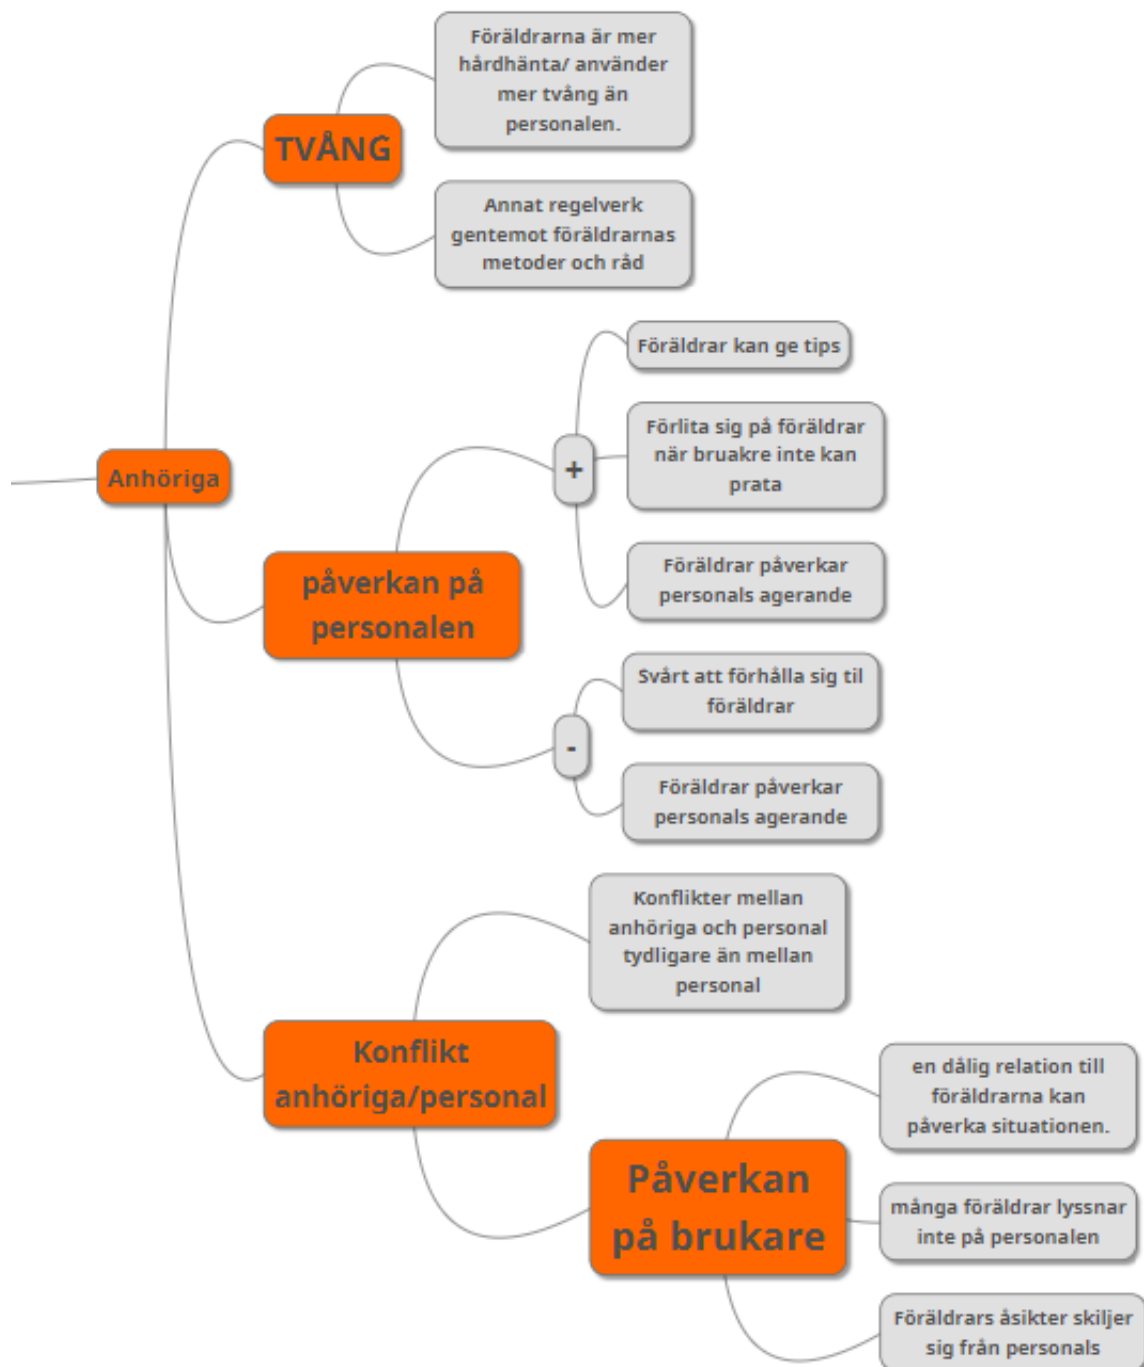 Föräldrarna är mer
hårdhänta/ använder
mer tvång än
personalen.
TVÅNG
Annat regelverk
gentemot föräldrarnas
metoder och råd
Anhöriga
påverkan på
personalen
+
Föräldrar kan ge tips
Förlita sig på föräldrar
när bruakre inte kan
prata
Föräldrar påverkar
personals agerande
-
Svårt att förhålla sig til
föräldrar
Föräldrar påverkar
personals agerande
Konflikt
anhöriga/personal
Konflikter mellan
anhöriga och personal
tydligare än mellan
personal
Påverkan
på brukare
en dålig relation till
föräldrarna kan
påverka situationen.
många föräldrar lyssnar
inte på personalen
Föräldrars åsikter skiljer
sig från personals